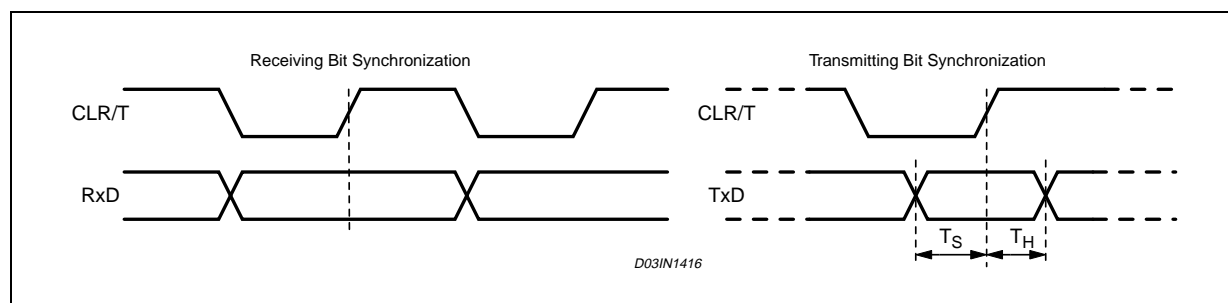 Receiving Bit Synchronization
Transmitting Bit Synchronization
CLR/T
CLR/T
RxD
TxD
TS
TH
D03IN1416